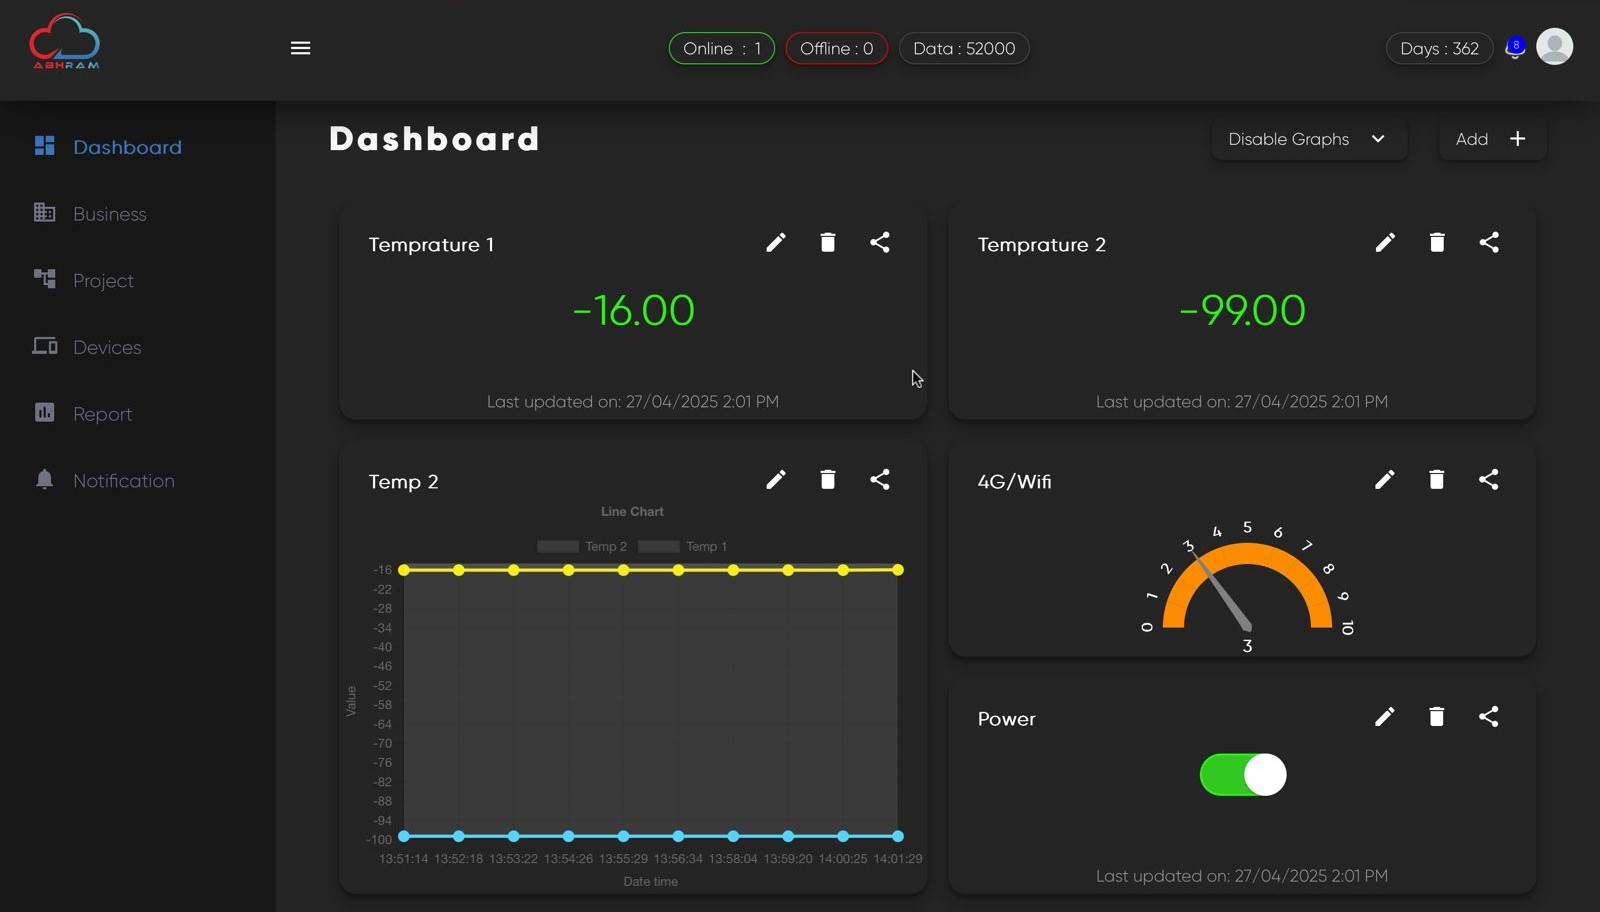 ABHRAM
Online : 1
Offline : 0
Data : 52000
Days : 362
8
Dashboard
Business
Project
Devices
Report
Notification
Dashboard
Disable Graphs
Add +
Temprature 1
-16.00
Last updated on: 27/04/2025 2:01 PM
Temprature 2
-99.00
Last updated on: 27/04/2025 2:01 PM
Temp 2
Line Chart
Temp 2 Temp 1
-16
-22
-28
-34
-40
-46
-52
-58
-64
-70
-76
-82
-88
-94
-100
Value
13:51:14 13:52:18 13:53:22 13:54:26 13:55:29 13:56:34 13:58:04 13:59:20 14:00:25 14:01:29
Date time
4G/Wifi
0 1 2 3 4 5 6 7 8 9 10
3
Power
Last updated on: 27/04/2025 2:01 PM